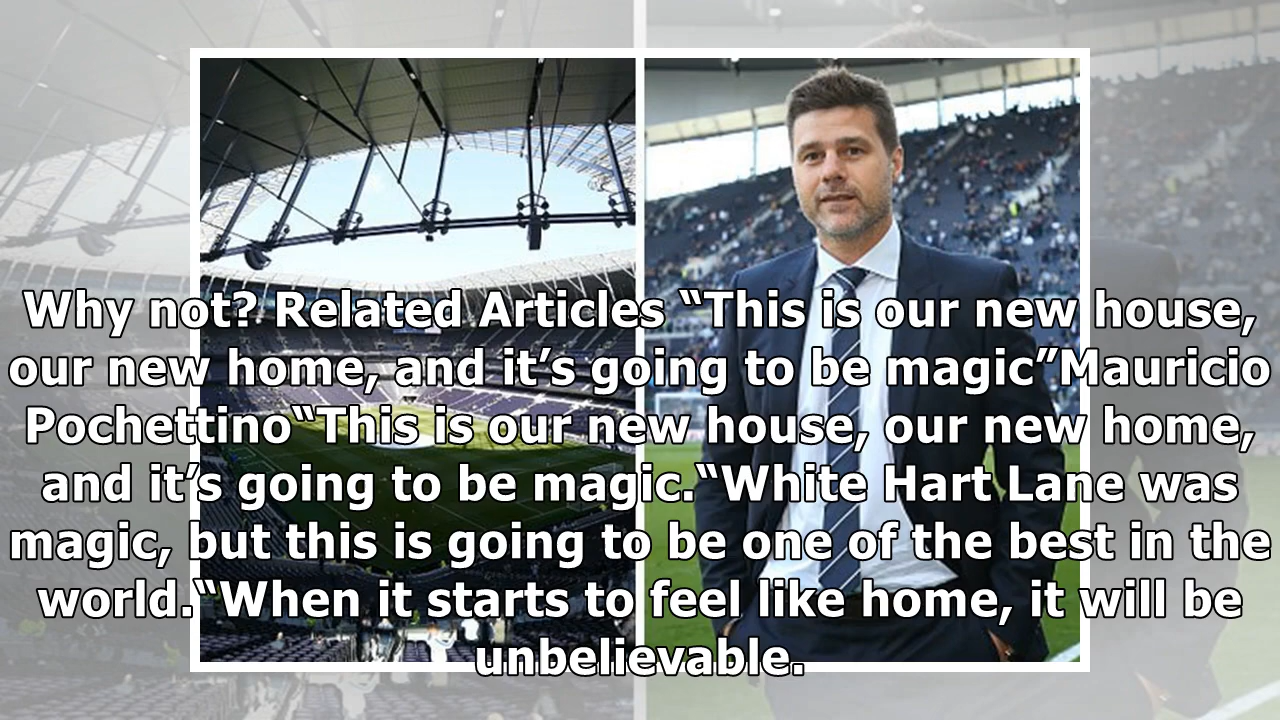 Why not? Related Articles “This is our new house,
our new home, and it’s going to be magic”Mauricio
Pochettino“This is our new house, our new home,
and it’s going to be magic.“White Hart Lane was
magic, but this is going to be one of the best in the
world.“When it starts to feel like home, it will be
unbelievable.